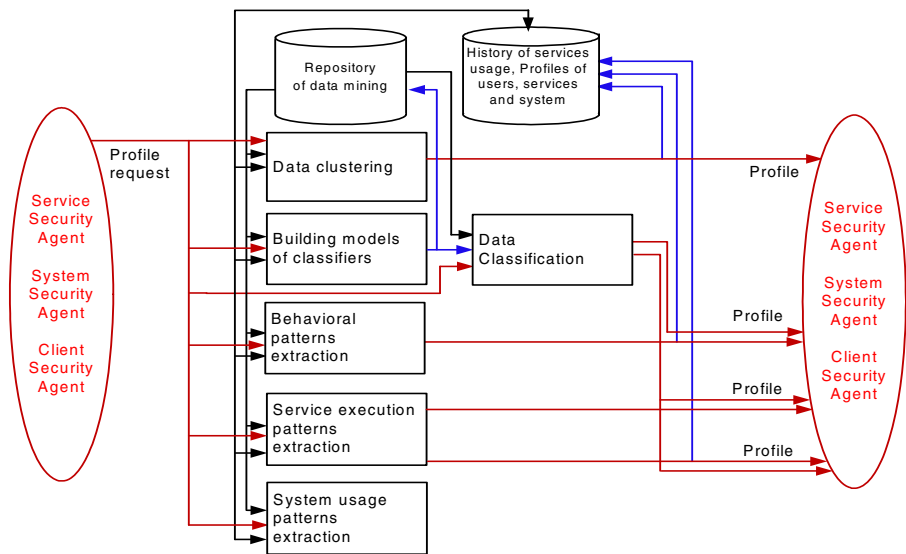 Repository
of data mining
History of services
usage, Profiles of
users, services
and system
Profile
request
Service
Security
Agent
System
Security
Agent
Client
Security
Agent
Data clustering
Building models
of classifiers
Data
Classification
Behavioral
patterns
extraction
Service execution
patterns
extraction
System usage
patterns
extraction
Profile
Profile
Profile
Profile
Service
Security
Agent
System
Security
Agent
Client
Security
Agent